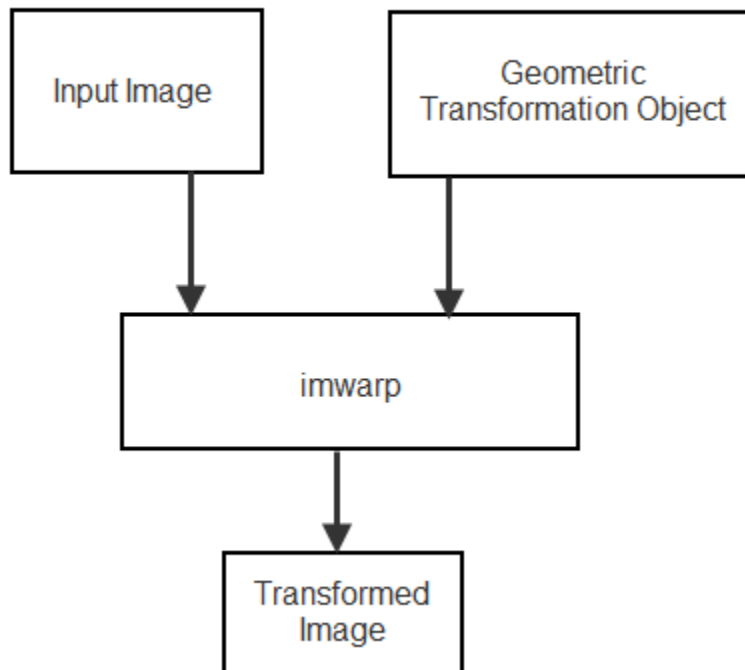 Input Image
Geometric
Transformation Object
imwarp
Transformed
Image